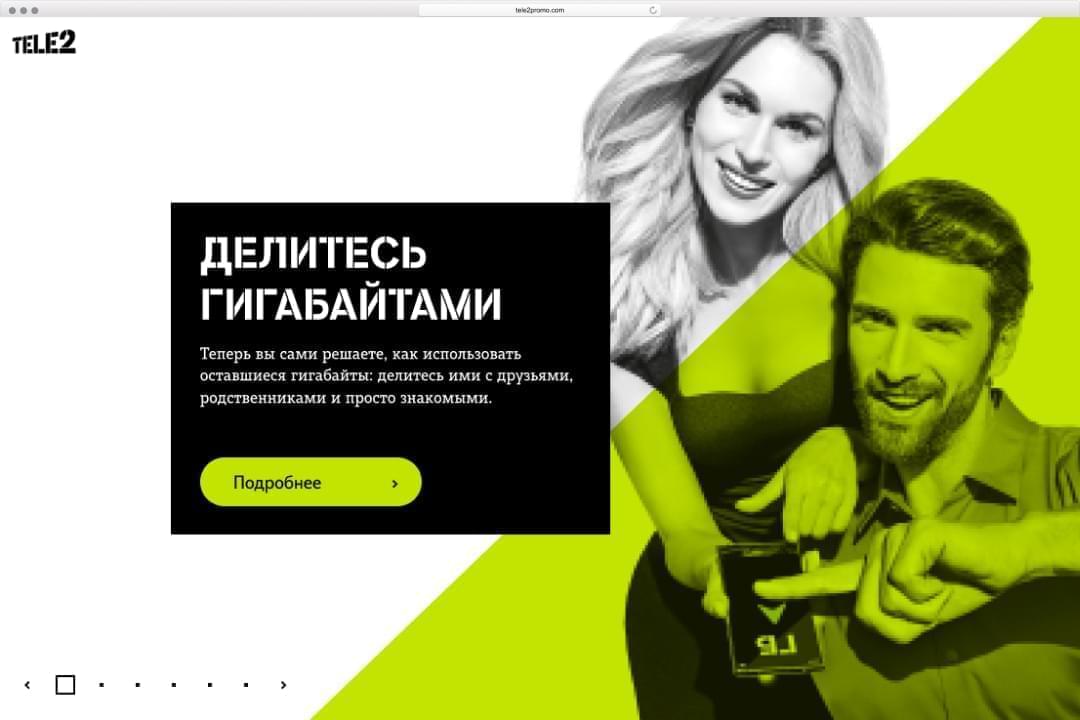 tele2promo.com
TELE2
ДЕЛИТЕСЬ
ГИГАБАЙТАМИ
Теперь вы сами решаете, как использовать
оставшиеся гигабайты: делитесь ими с друзьями,
родственниками и просто знакомыми.
Подробнее
ГБ